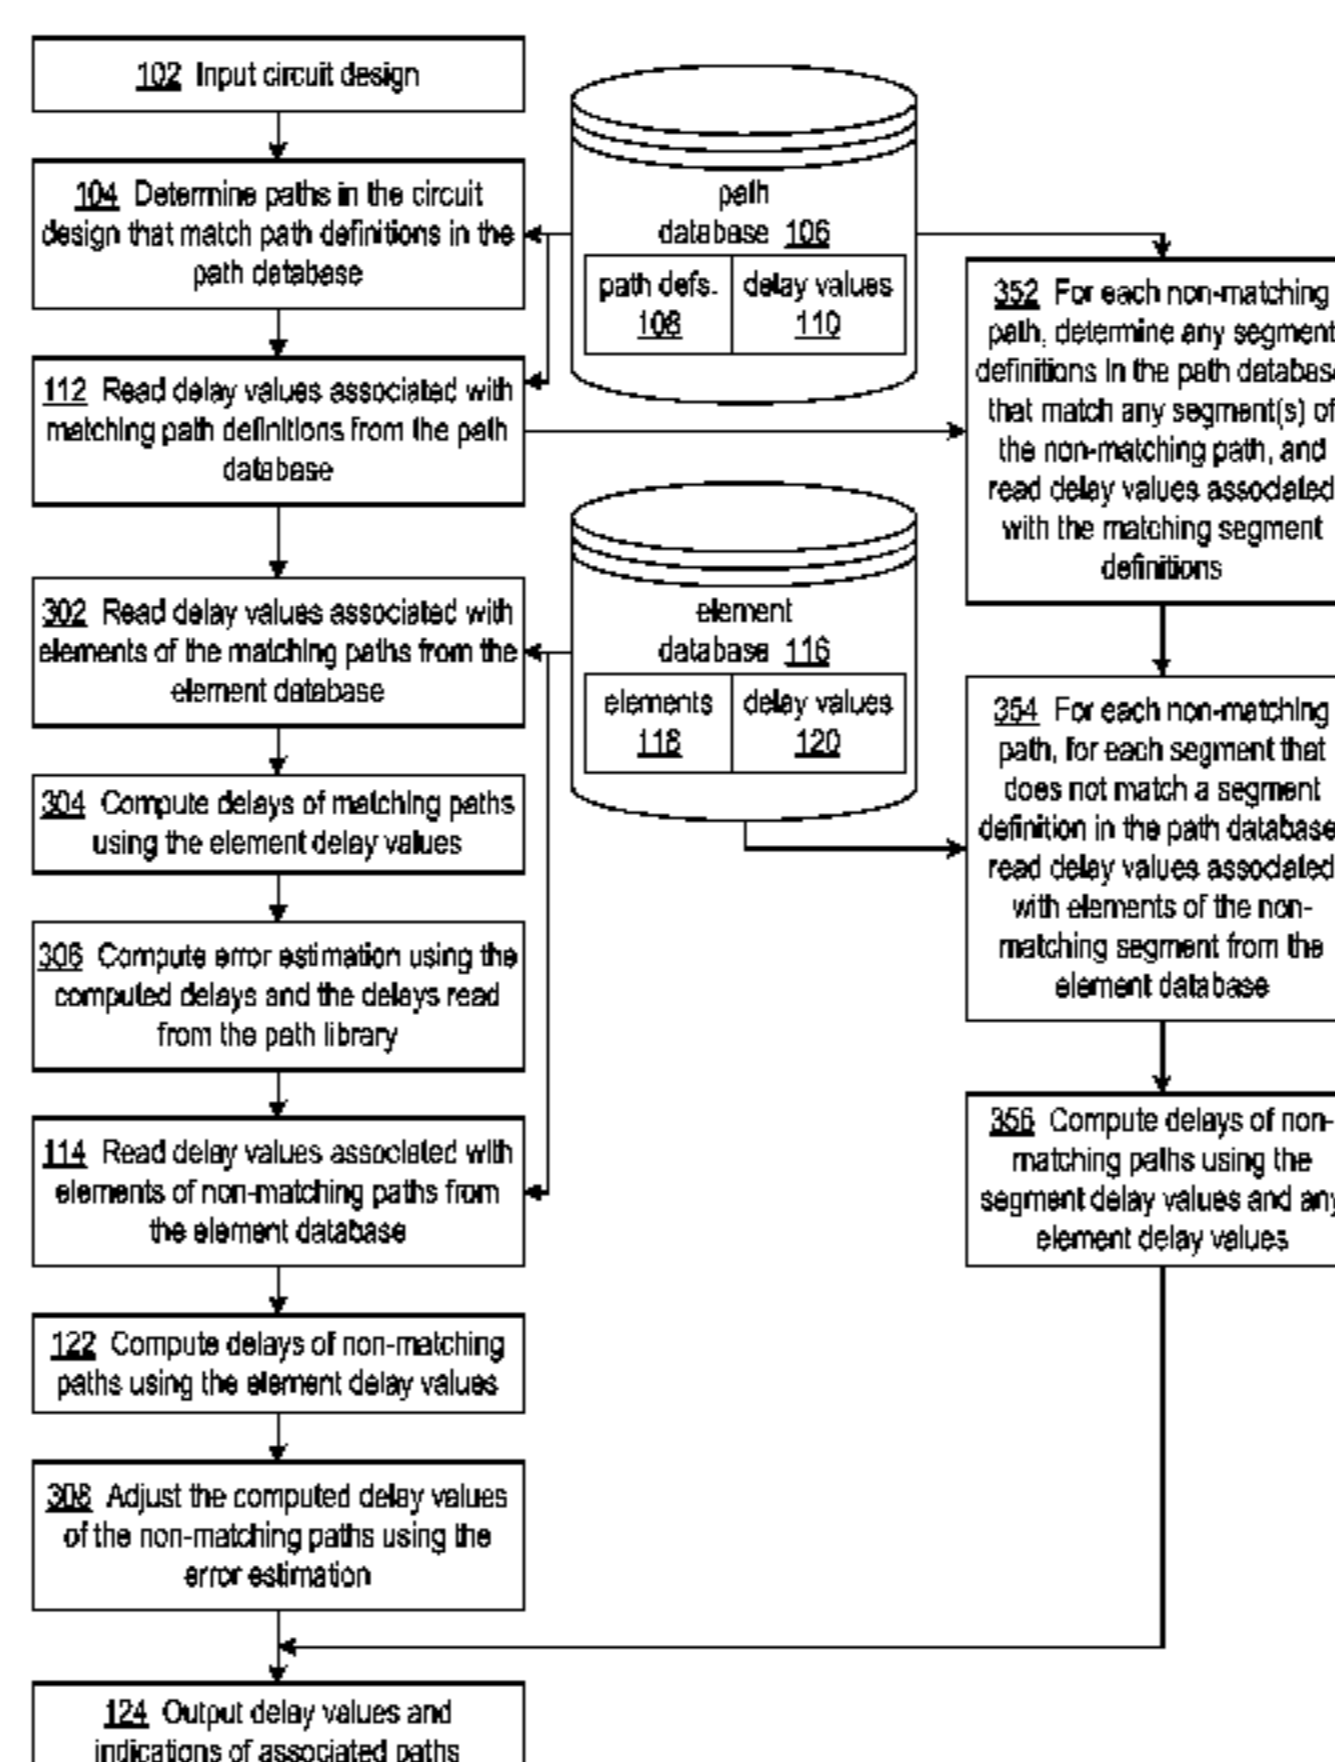 102 Input circuit design
104 Determine paths in the circuit
design that match path definitions in the
path database
112 Read delay values associated with
matching path definitions from the path
database
302 Read delay values associated with
elements of the matching paths from the
element database
304 Compute delays of matching paths
using the element delay values
306 Compute error estimation using the
computed delays and the delays read
from the path library
114 Read delay values associated with
elements of non-matching paths from
the element database
122 Compute delays of non-matching
paths using the element delay values
308 Adjust the computed delay values
of the non-matching paths using the
error estimation
124 Output delay values and
indications of associated paths
path
database 106
path defs.
108
delay values
110
element
database 116
elements
118
delay values
120
352 For each non-matching
path, determine any segment
definitions in the path database
that match any segment(s) of
the non-matching path, and
read delay values associated
with the matching segment
definitions
354 For each non-matching
path, for each segment that
does not match a segment
definition in the path database
read delay values associated
with elements of the non-
matching segment from the
element database
356 Compute delays of non-
matching paths using the
segment delay values and any
element delay values